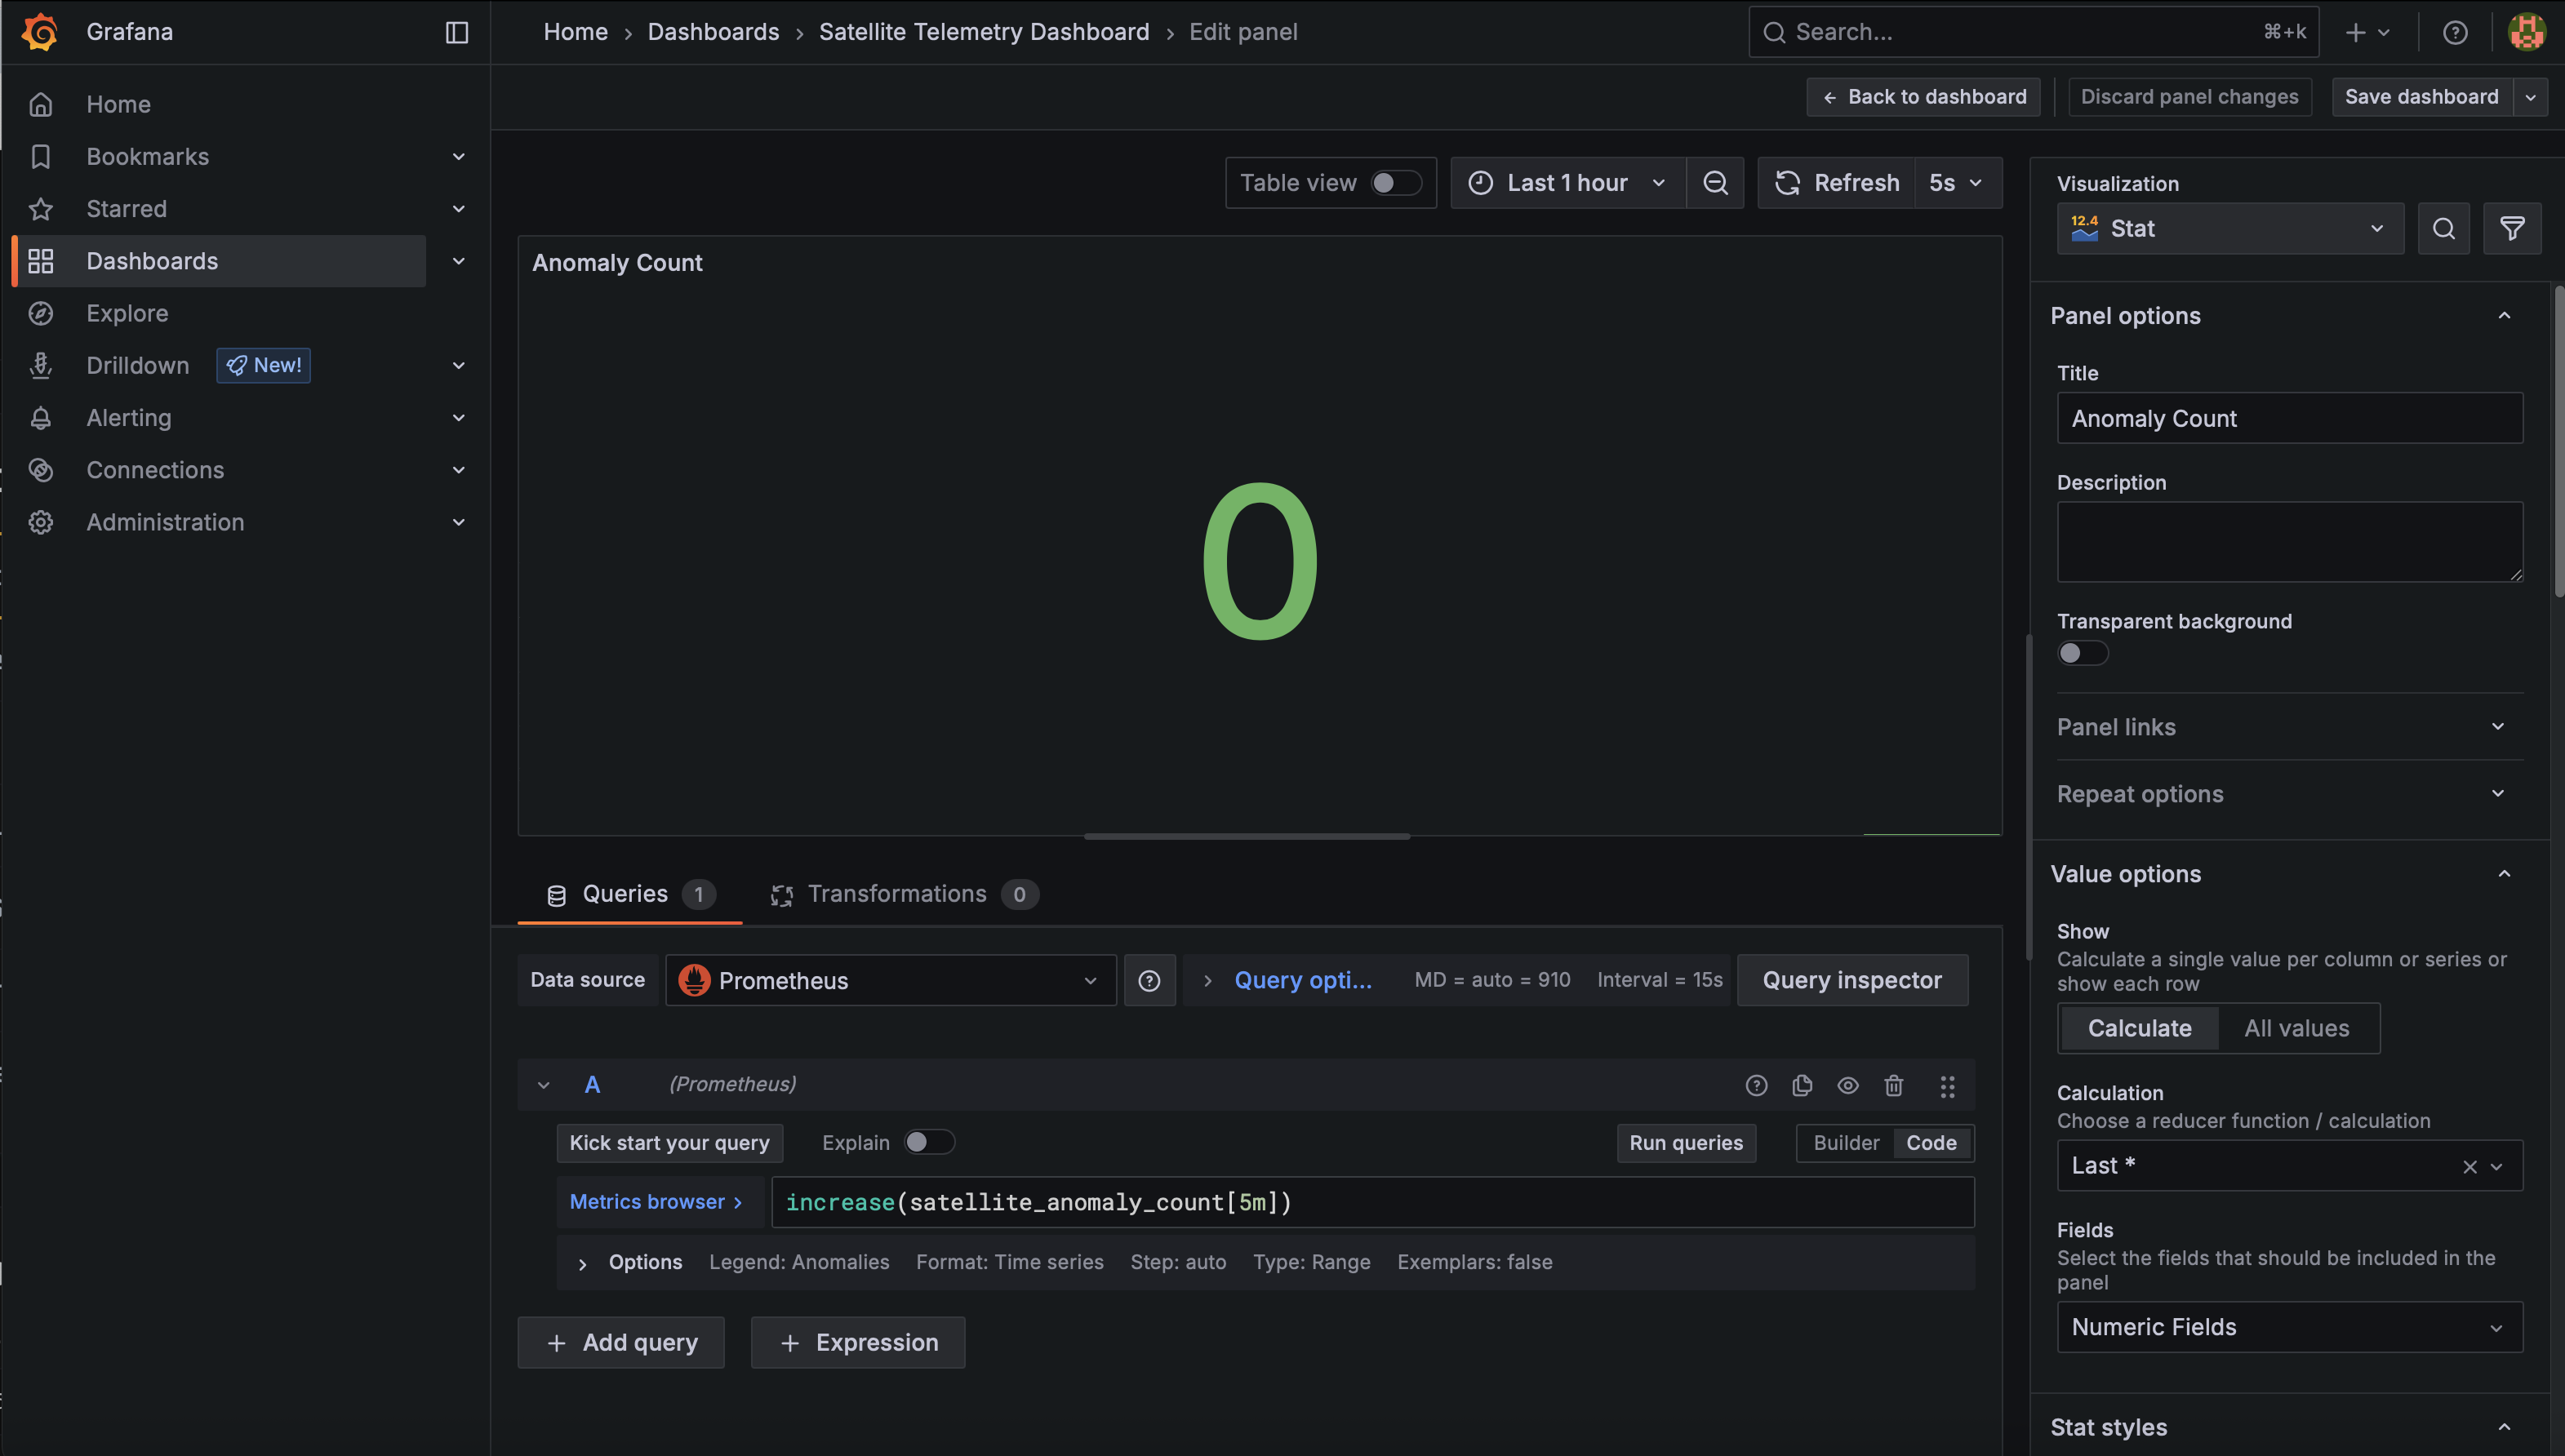 Grafana
Home › Dashboards › Satellite Telemetry Dashboard › Edit panel
Search...
⌘+k
Home
Bookmarks
Starred
Dashboards
Explore
Drilldown New!
Alerting
Connections
Administration
← Back to dashboard
Discard panel changes
Save dashboard
Table view
Last 1 hour
Refresh
5s
Anomaly Count
0
Queries 1
Transformations 0
Data source
Prometheus
Query opti...
MD = auto = 910
Interval = 15s
Query inspector
A
(Prometheus)
Kick start your query
Explain
Run queries
Builder
Code
Metrics browser ›
increase(satellite_anomaly_count[5m])
Options
Legend: Anomalies
Format: Time series
Step: auto
Type: Range
Exemplars: false
+ Add query
+ Expression
Visualization
12.4
Stat
Panel options
Title
Anomaly Count
Description
Transparent background
Panel links
Repeat options
Value options
Show
Calculate a single value per column or series or
show each row
Calculate
All values
Calculation
Choose a reducer function / calculation
Last *
Fields
Select the fields that should be included in the
panel
Numeric Fields
Stat styles